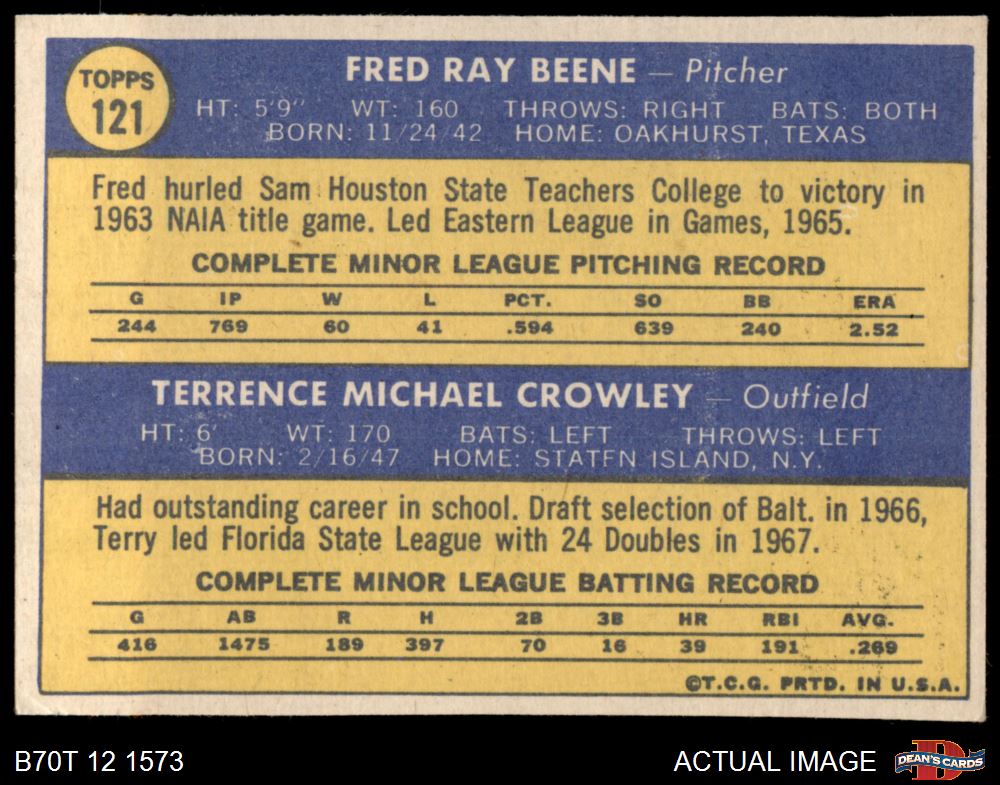 TOPPS
121
FRED RAY BEENE — Pitcher
HT: 5'9" WT: 160 THROWS: RIGHT BATS: BOTH
BORN: 11/24/42 HOME: OAKHURST, TEXAS
Fred hurled Sam Houston State Teachers College to victory in
1963 NAIA title game. Led Eastern League in Games, 1965.
COMPLETE MINOR LEAGUE PITCHING RECORD
G IP W L PCT. SO BB ERA
244 769 60 41 .594 639 240 2.52
TERRENCE MICHAEL CROWLEY — Outfield
HT: 6' WT: 170 BATS: LEFT THROWS: LEFT
BORN: 2/16/47 HOME: STATEN ISLAND, N.Y.
Had outstanding career in school. Draft selection of Balt. in 1966,
Terry led Florida State League with 24 Doubles in 1967.
COMPLETE MINOR LEAGUE BATTING RECORD
G AB R H 2B 3B HR RBI AVG.
416 1475 189 397 70 16 39 191 .269
©T.C.G. PRTD. IN U.S.A.
B70T 12 1573
ACTUAL IMAGE
D
DEAN'S CARDS